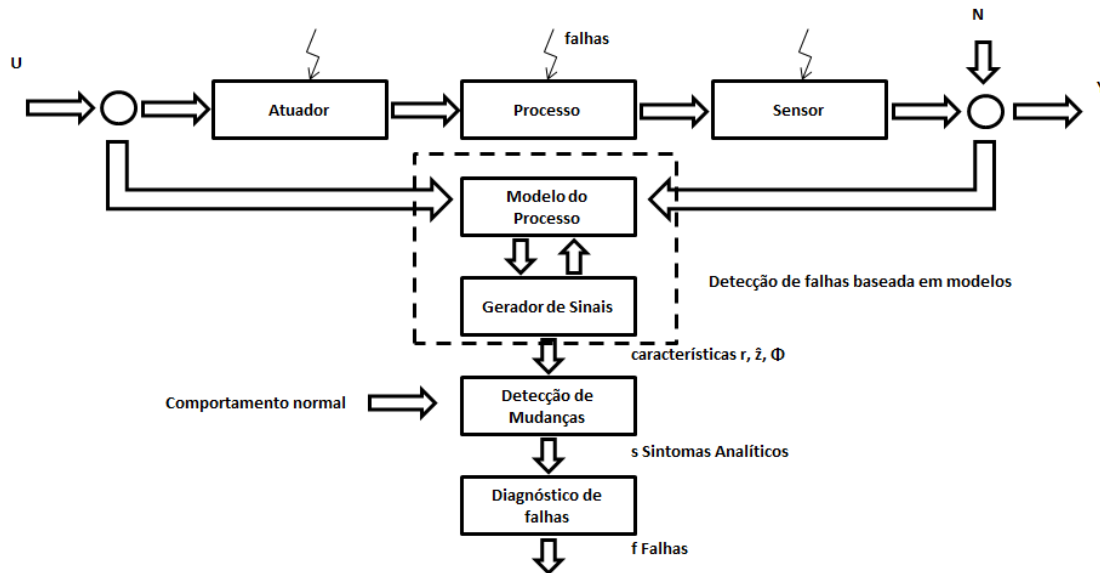 N
falhas
U
Atuador
Processo
Sensor
Modelo do
Processo
Detecção de falhas baseada em modelos
Gerador de Sinais
características r, ẑ, Φ
Comportamento normal
Detecção de
Mudanças
s Sintomas Analíticos
Diagnóstico de
falhas
f Falhas